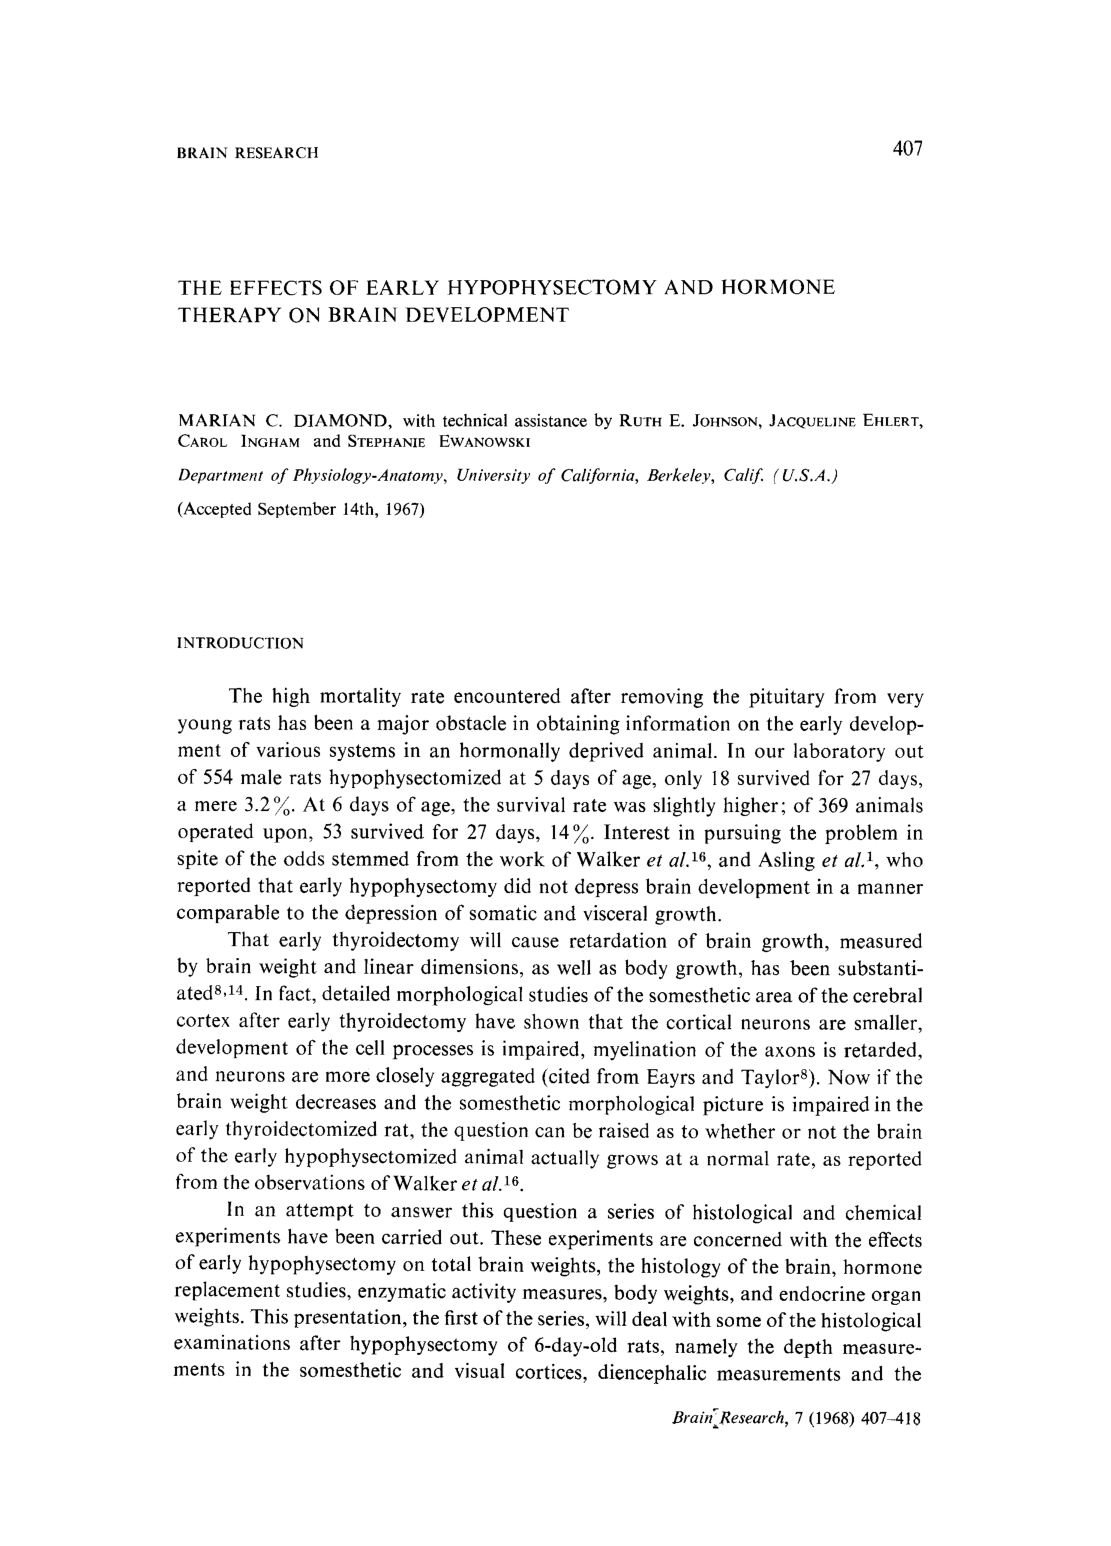 BRAIN RESEARCH 407
THE EFFECTS OF EARLY HYPOPHYSECTOMY AND HORMONE
THERAPY ON BRAIN DEVELOPMENT
MARIAN C. DIAMOND, with technical assistance by RUTH E. JOHNSON, JACQUELINE EHLERT,
CAROL INGHAM and STEPHANIE EWANOWSKI
Department of Physiology-Anatomy, University of California, Berkeley, Calif. (U.S.A.)
(Accepted September 14th, 1967)
INTRODUCTION
The high mortality rate encountered after removing the pituitary from very
young rats has been a major obstacle in obtaining information on the early develop-
ment of various systems in an hormonally deprived animal. In our laboratory out
of 554 male rats hypophysectomized at 5 days of age, only 18 survived for 27 days,
a mere 3.2%. At 6 days of age, the survival rate was slightly higher; of 369 animals
operated upon, 53 survived for 27 days, 14%. Interest in pursuing the problem in
spite of the odds stemmed from the work of Walker et al.¹⁶, and Asling et al.¹, who
reported that early hypophysectomy did not depress brain development in a manner
comparable to the depression of somatic and visceral growth.
That early thyroidectomy will cause retardation of brain growth, measured
by brain weight and linear dimensions, as well as body growth, has been substanti-
ated⁸,¹⁴. In fact, detailed morphological studies of the somesthetic area of the cerebral
cortex after early thyroidectomy have shown that the cortical neurons are smaller,
development of the cell processes is impaired, myelination of the axons is retarded,
and neurons are more closely aggregated (cited from Eayrs and Taylor⁸). Now if the
brain weight decreases and the somesthetic morphological picture is impaired in the
early thyroidectomized rat, the question can be raised as to whether or not the brain
of the early hypophysectomized animal actually grows at a normal rate, as reported
from the observations of Walker et al.¹⁶.
In an attempt to answer this question a series of histological and chemical
experiments have been carried out. These experiments are concerned with the effects
of early hypophysectomy on total brain weights, the histology of the brain, hormone
replacement studies, enzymatic activity measures, body weights, and endocrine organ
weights. This presentation, the first of the series, will deal with some of the histological
examinations after hypophysectomy of 6-day-old rats, namely the depth measure-
ments in the somesthetic and visual cortices, diencephalic measurements and the
Brain Research, 7 (1968) 407–418